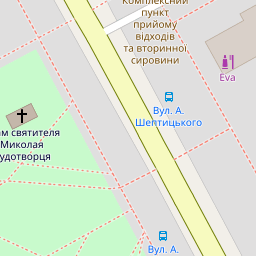 Комплексний
пункт
прийому
відходів
та вторинної
сировини
Eva
Вул. А.
Шептицького
ам святителя
Миколая
удотворця
Вул. А.